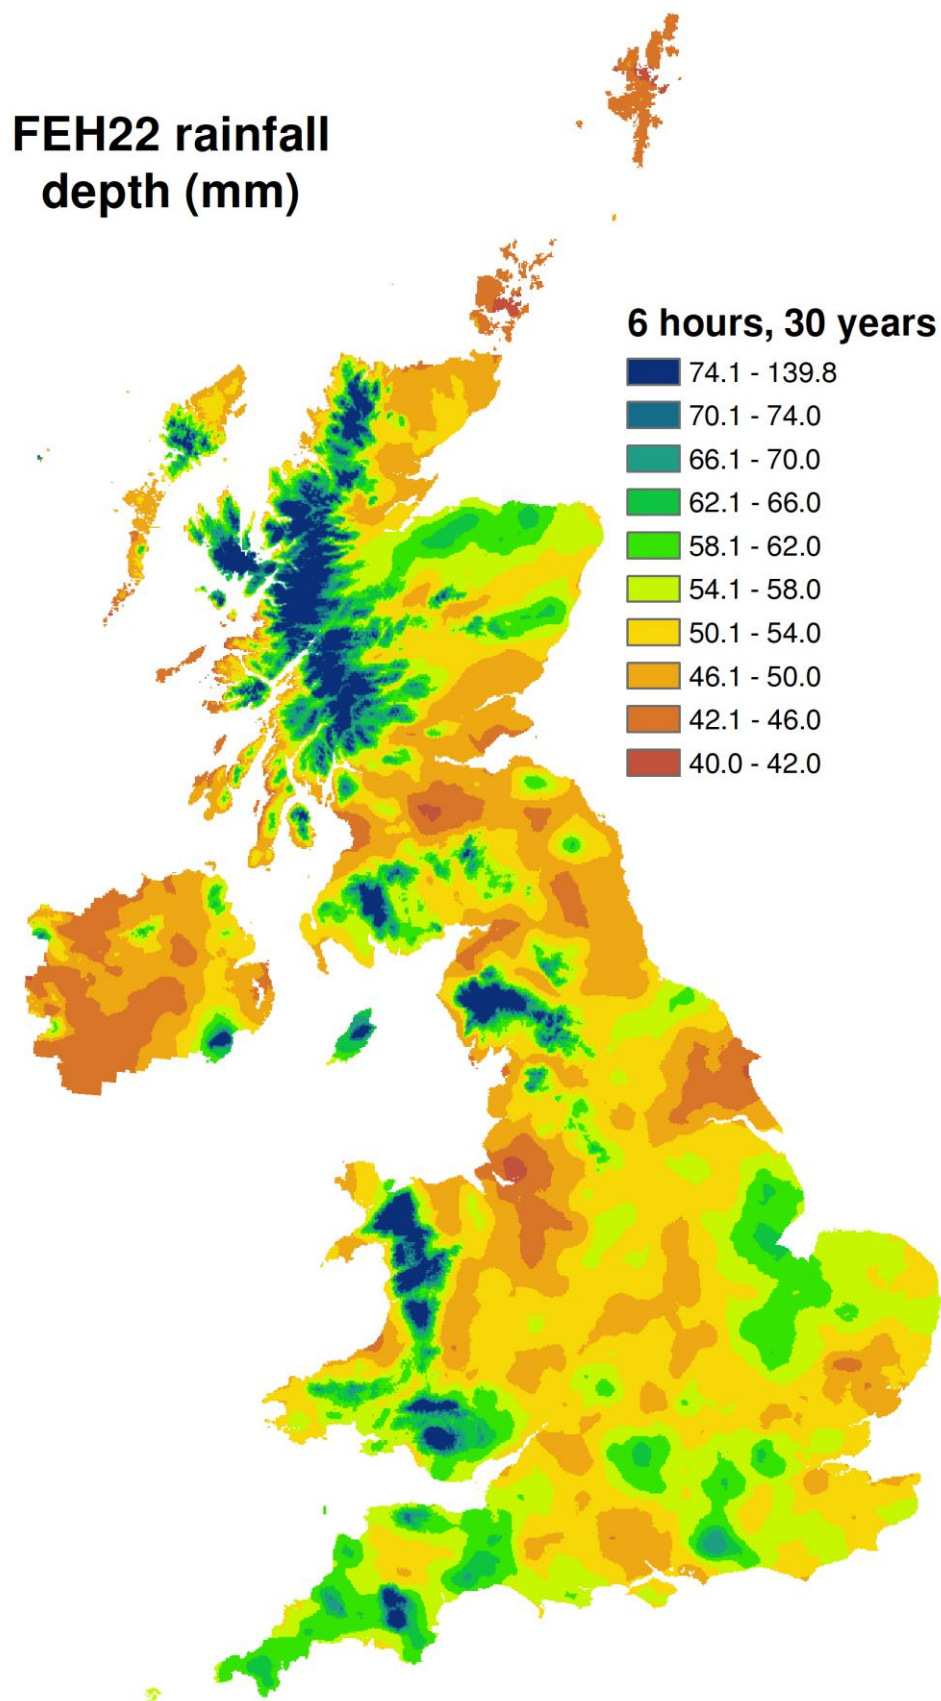 FEH22 rainfall
depth (mm)
6 hours, 30 years
74.1 - 139.8
70.1 - 74.0
66.1 - 70.0
62.1 - 66.0
58.1 - 62.0
54.1 - 58.0
50.1 - 54.0
46.1 - 50.0
42.1 - 46.0
40.0 - 42.0